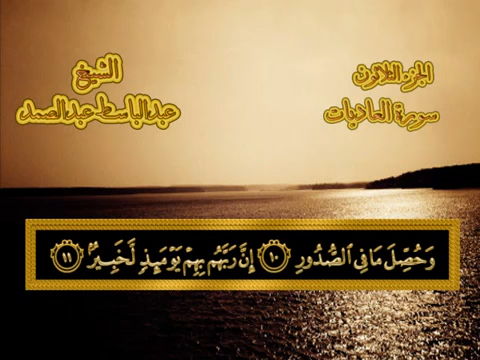 الجزء الثلاثون
سورة العاديات
الشيخ
عبدالباسط عبدالصمد
وَحُصِّلَ مَا فِي الصُّدُورِ ١٠ إِنَّ رَبَّهُم بِهِمْ يَوْمَئِذٍ لَّخَبِيرٌ ١١